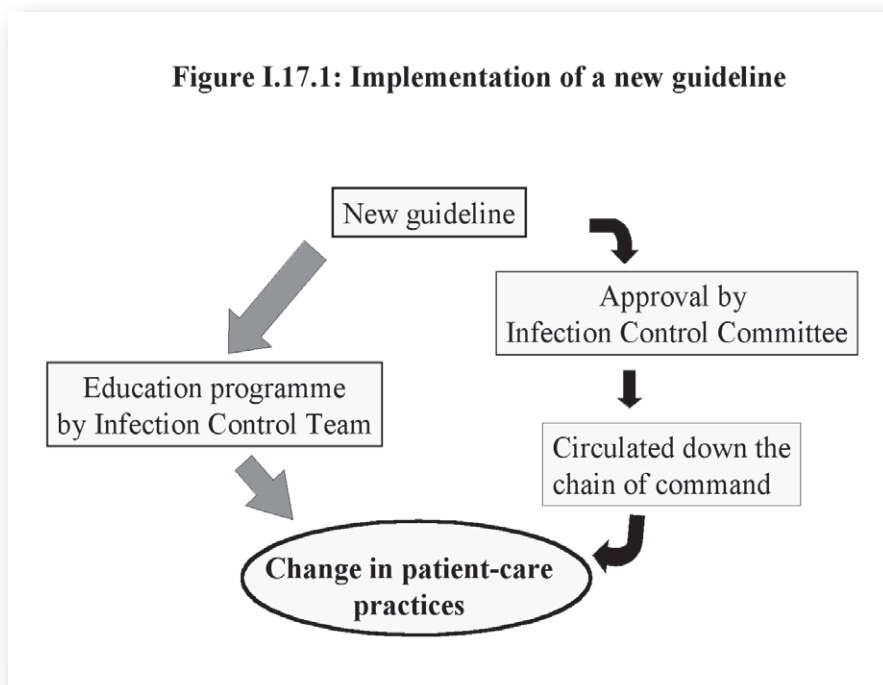 Figure I.17.1: Implementation of a new guideline
New guideline
Approval by
Infection Control Committee
Education programme
by Infection Control Team
Circulated down the
chain of command
Change in patient-care
practices